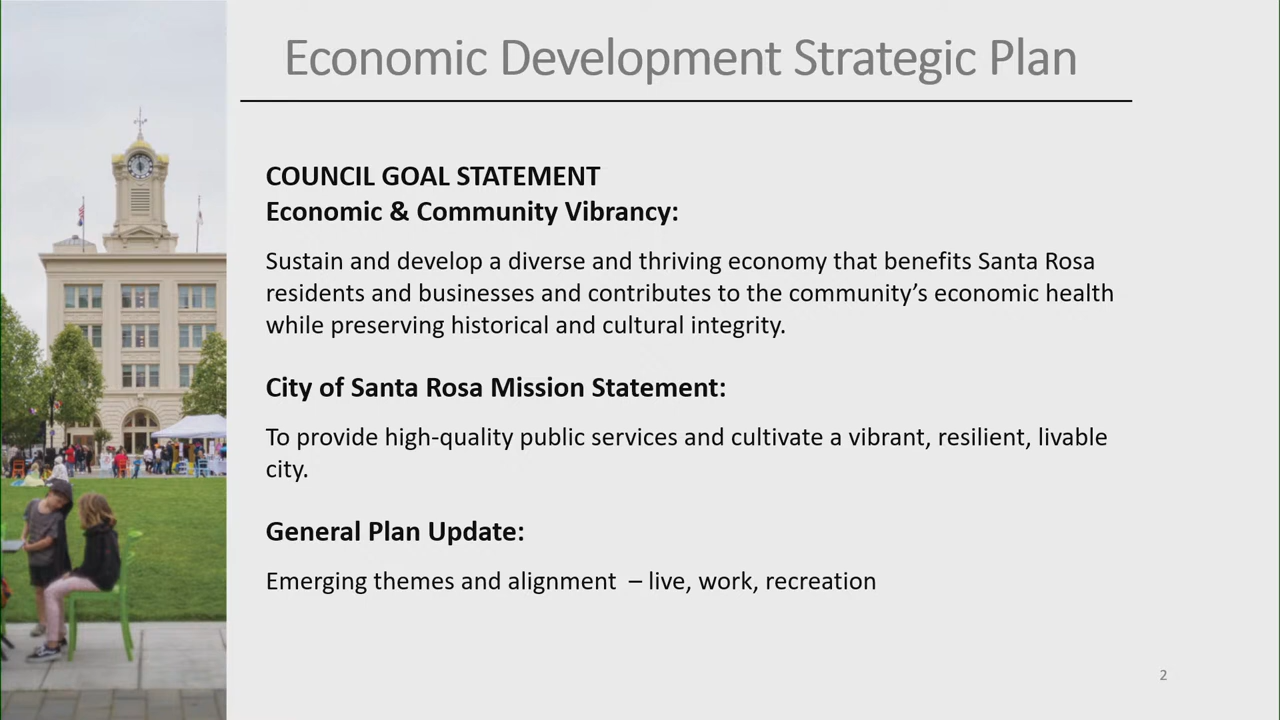 Economic Development Strategic Plan
COUNCIL GOAL STATEMENT
Economic & Community Vibrancy:
Sustain and develop a diverse and thriving economy that benefits Santa Rosa
residents and businesses and contributes to the community’s economic health
while preserving historical and cultural integrity.
City of Santa Rosa Mission Statement:
To provide high-quality public services and cultivate a vibrant, resilient, livable
city.
General Plan Update:
Emerging themes and alignment  – live, work, recreation
2